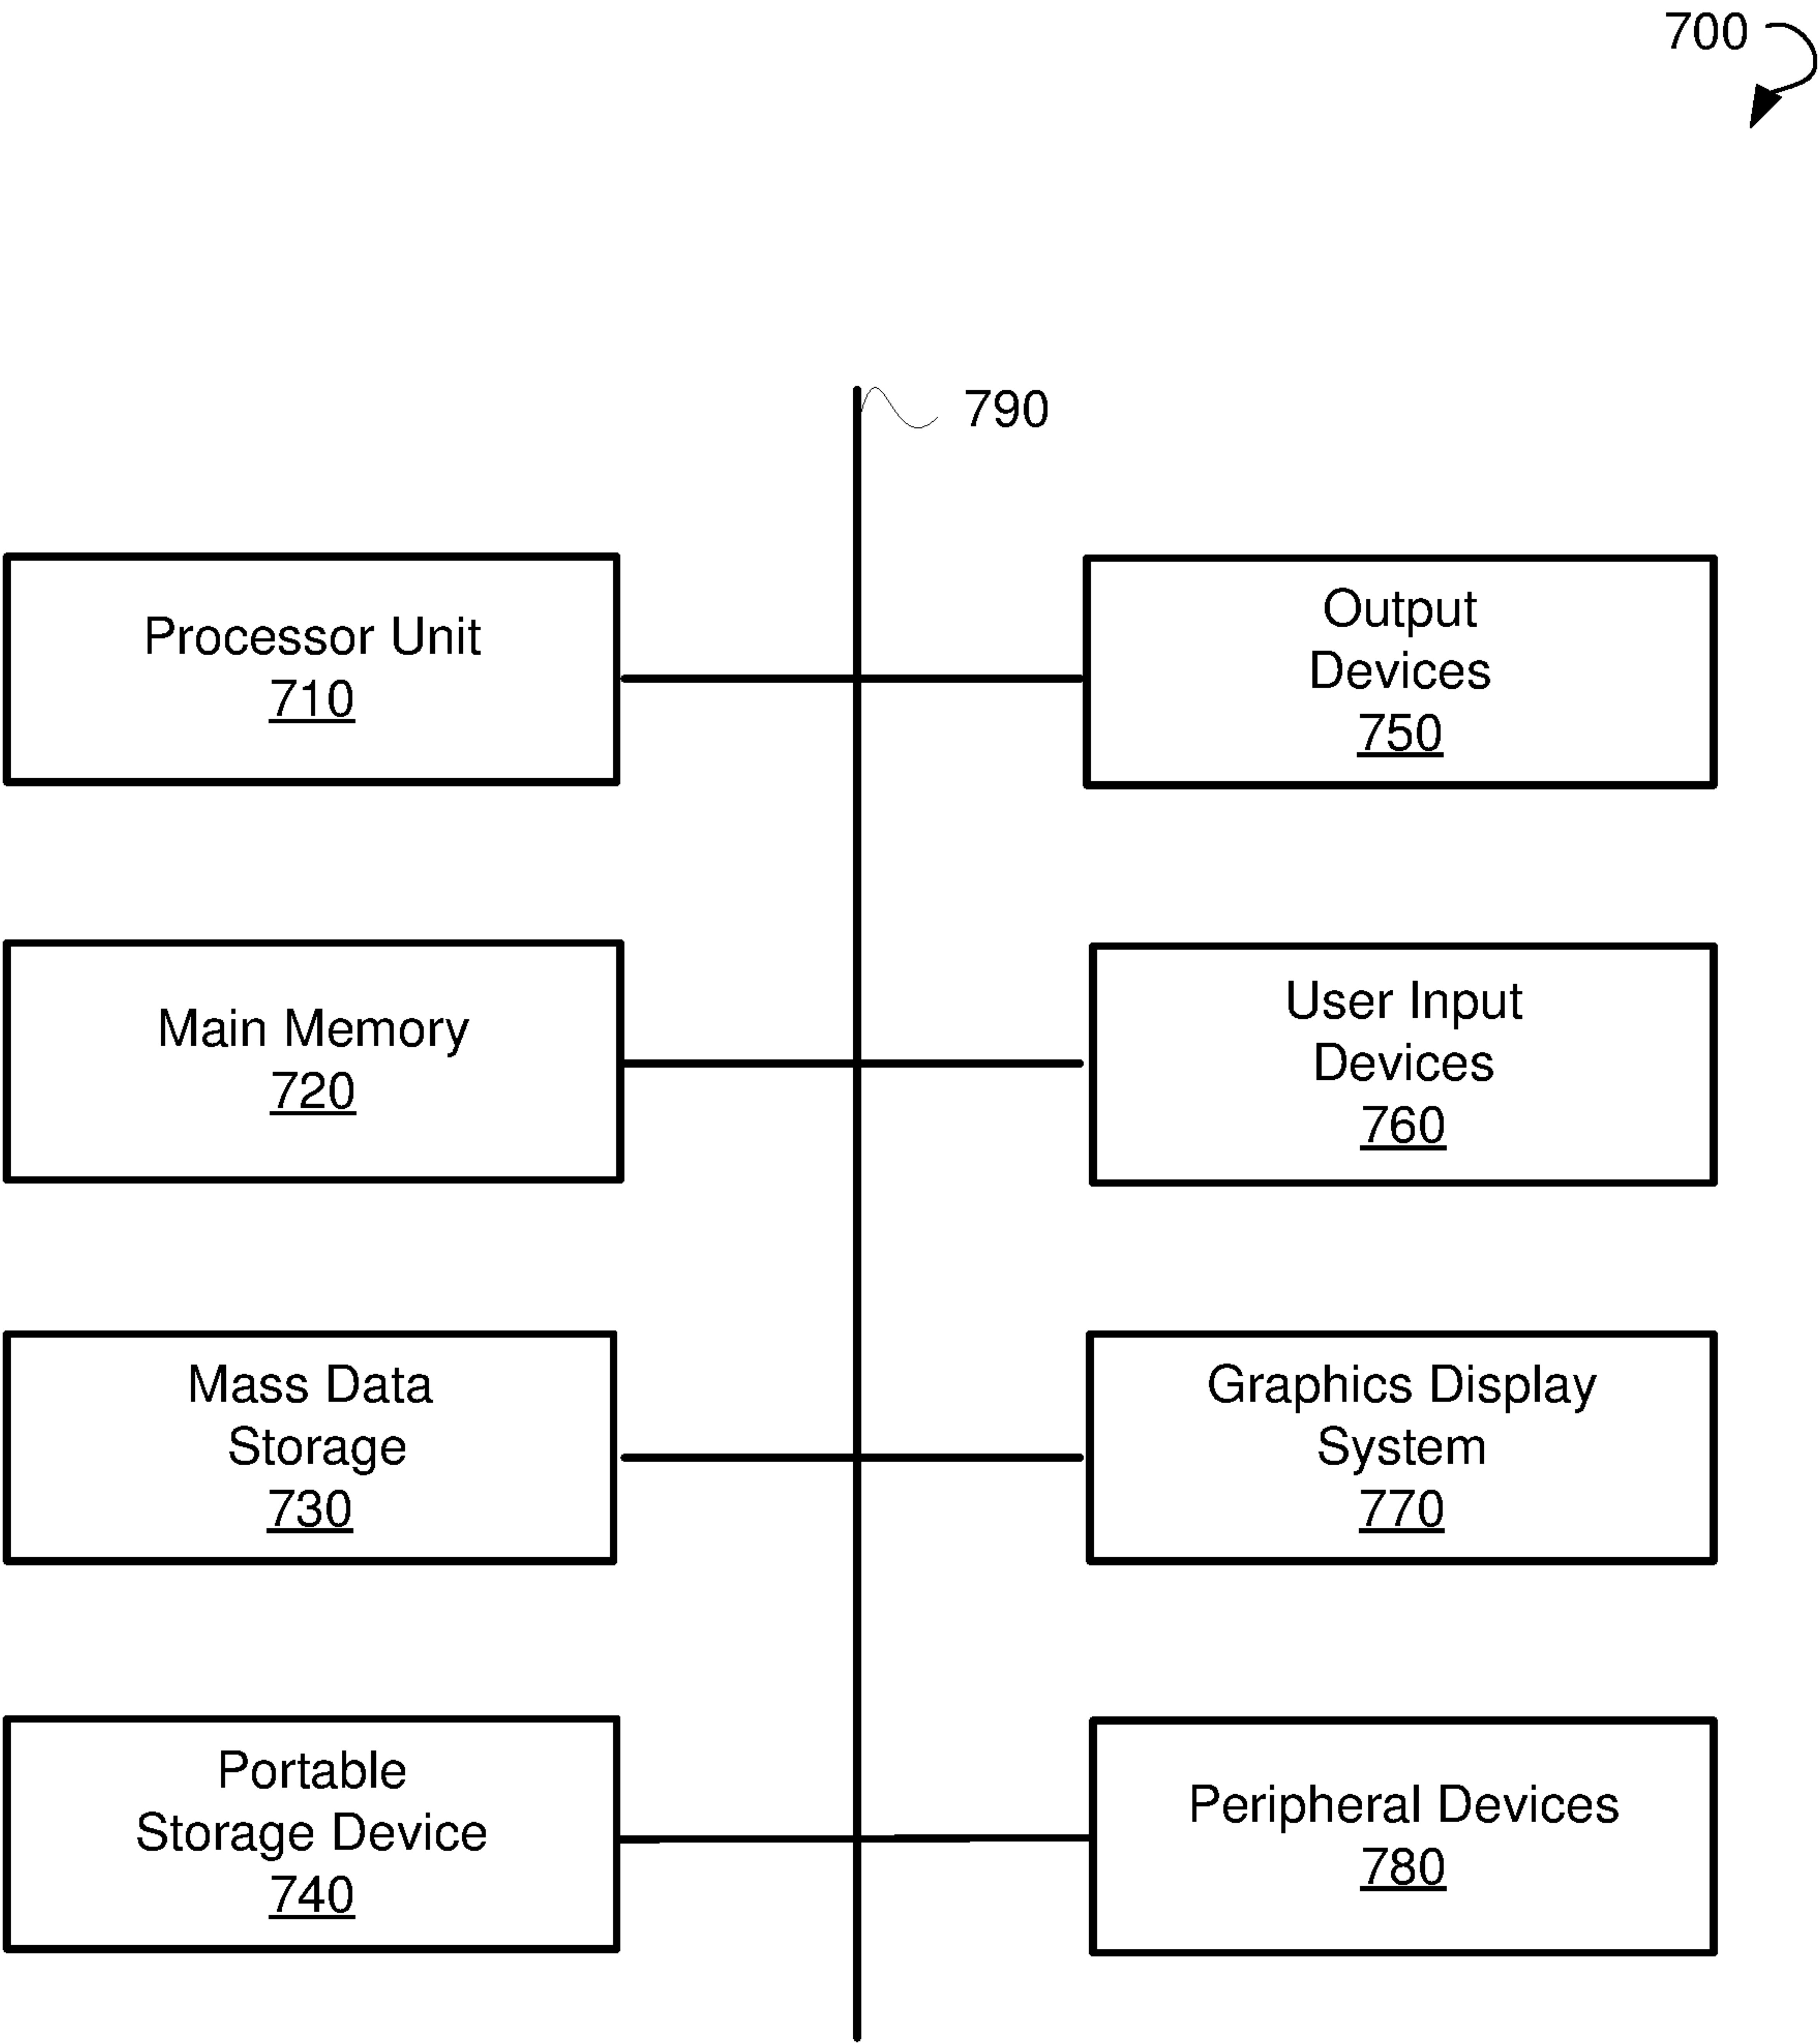 700
790
Processor Unit
710
Output
Devices
750
Main Memory
720
User Input
Devices
760
Mass Data
Storage
730
Graphics Display
System
770
Portable
Storage Device
740
Peripheral Devices
780